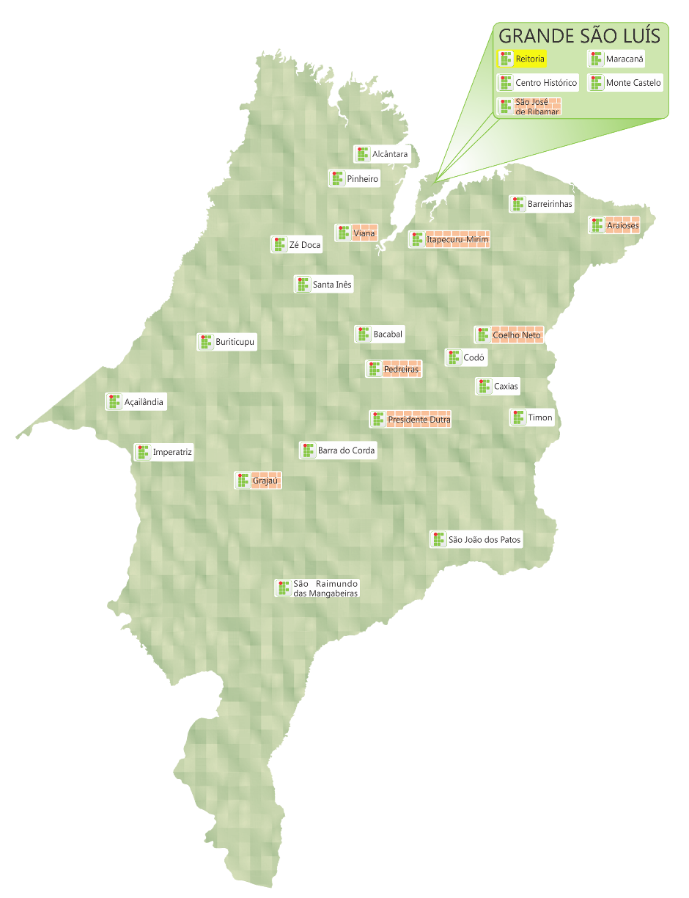 GRANDE SÃO LUÍS
Reitoria
Maracanã
Centro Histórico
Monte Castelo
São José
de Ribamar
Alcântara
Pinheiro
Barreirinhas
Araioses
Viana
Itapecuru-Mirim
Zé Doca
Santa Inês
Bacabal
Coelho Neto
Buriticupu
Codó
Pedreiras
Caxias
Açailândia
Presidente Dutra
Timon
Imperatriz
Barra do Corda
Grajaú
São João dos Patos
São Raimundo
das Mangabeiras